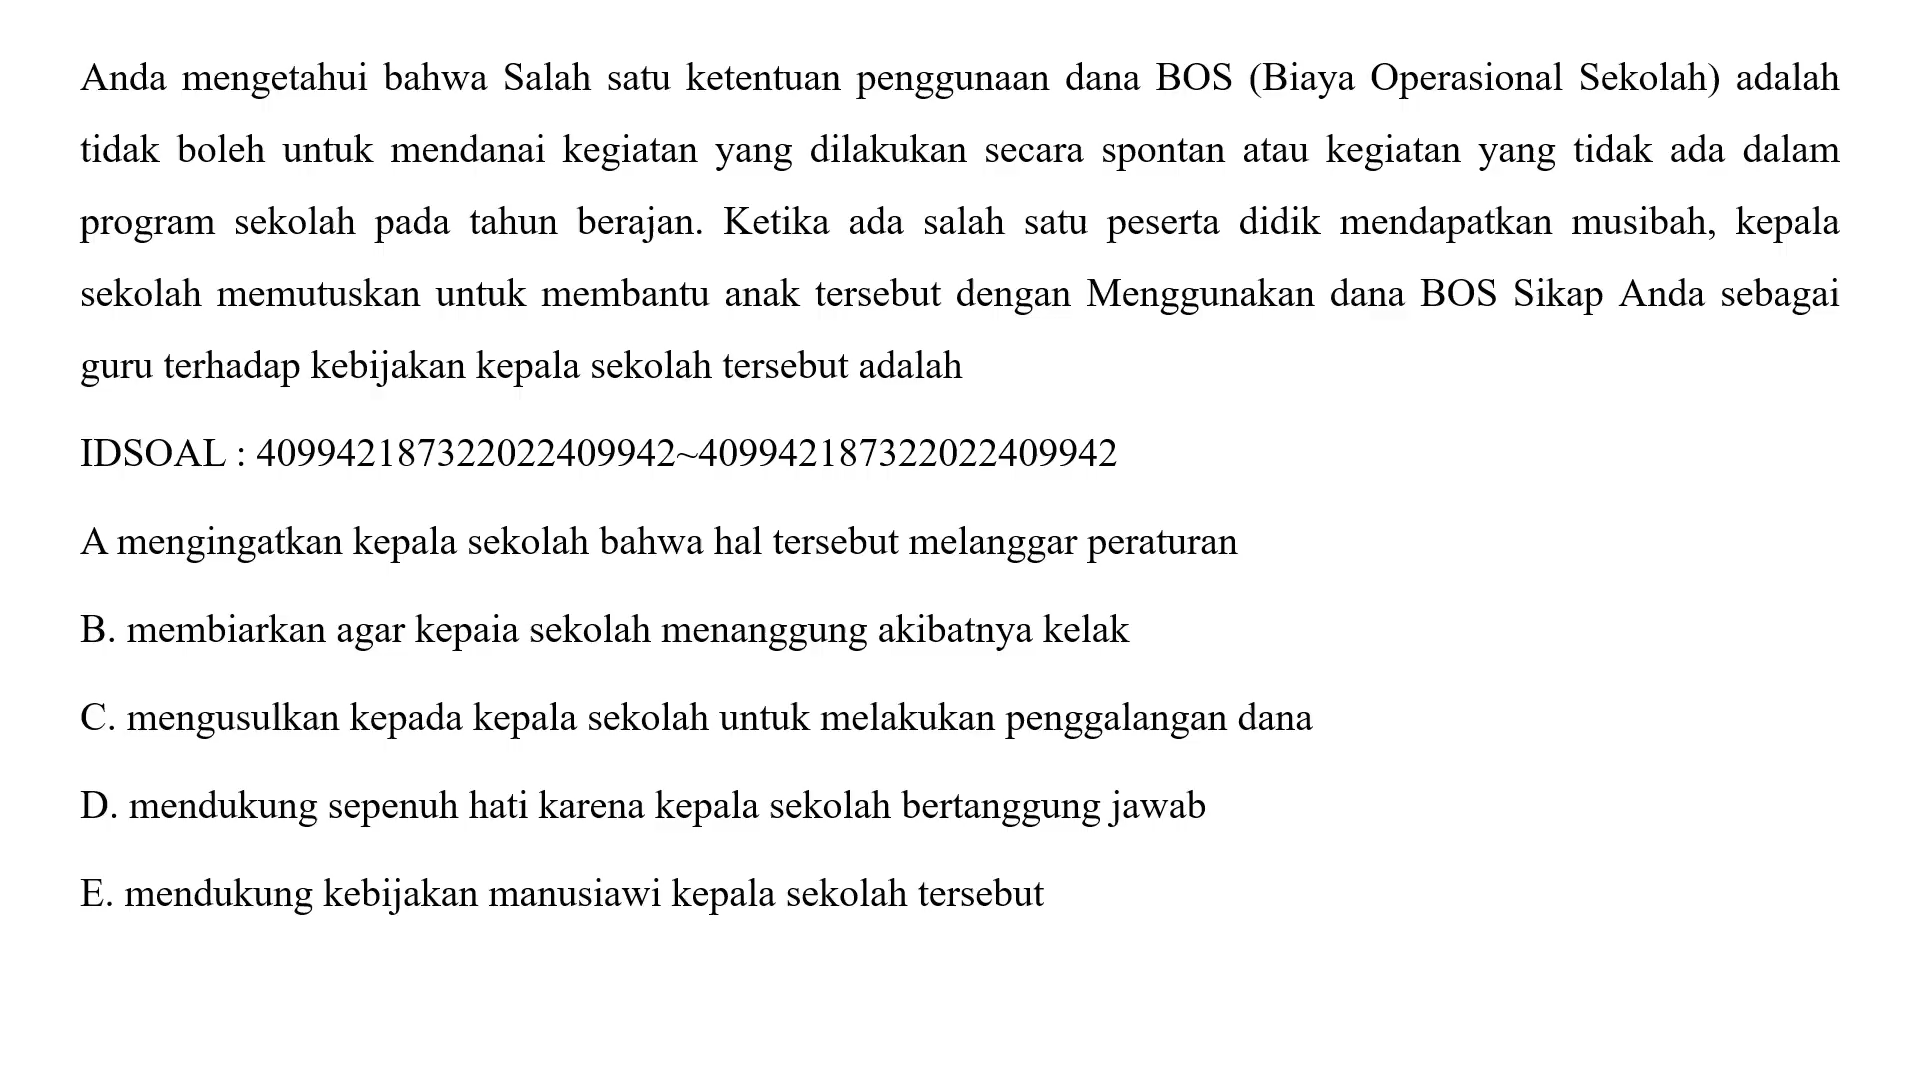 Anda mengetahui bahwa Salah satu ketentuan penggunaan dana BOS (Biaya Operasional Sekolah) adalah
tidak boleh untuk mendanai kegiatan yang dilakukan secara spontan atau kegiatan yang tidak ada dalam
program sekolah pada tahun berajan. Ketika ada salah satu peserta didik mendapatkan musibah, kepala
sekolah memutuskan untuk membantu anak tersebut dengan Menggunakan dana BOS Sikap Anda sebagai
guru terhadap kebijakan kepala sekolah tersebut adalah
IDSOAL : 409942187322022409942~409942187322022409942
A mengingatkan kepala sekolah bahwa hal tersebut melanggar peraturan
B. membiarkan agar kepaia sekolah menanggung akibatnya kelak
C. mengusulkan kepada kepala sekolah untuk melakukan penggalangan dana
D. mendukung sepenuh hati karena kepala sekolah bertanggung jawab
E. mendukung kebijakan manusiawi kepala sekolah tersebut